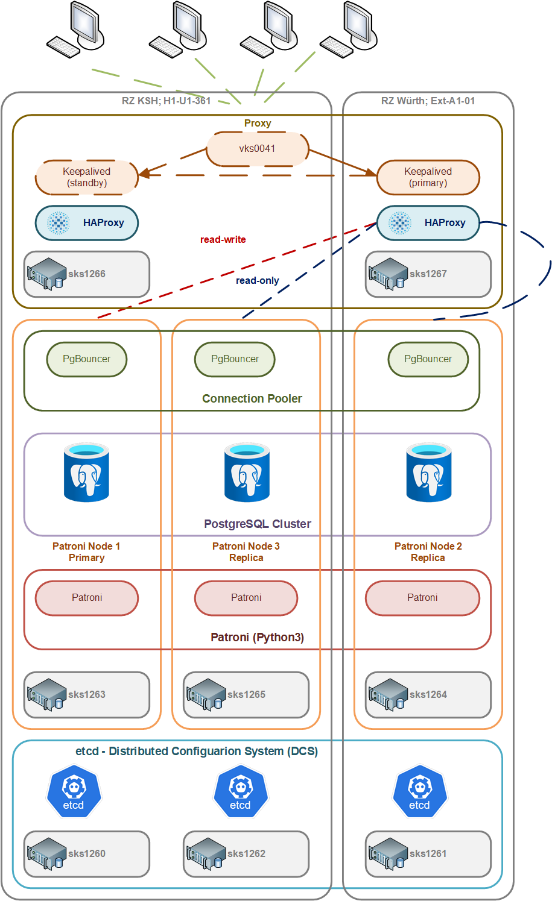 RZ KSH; H1-U1-361
RZ Würth; Ext-A1-01
Proxy
vks0041
Keepalived
(standby)
Keepalived
(primary)
HAProxy
HAProxy
read-write
read-only
sks1266
sks1267
PgBouncer
PgBouncer
PgBouncer
Connection Pooler
PostgreSQL Cluster
Patroni Node 1
Primary
Patroni Node 3
Replica
Patroni Node 2
Replica
Patroni
Patroni
Patroni
Patroni (Python3)
sks1263
sks1265
sks1264
etcd - Distributed Configuarion System (DCS)
etcd
etcd
etcd
sks1260
sks1262
sks1261